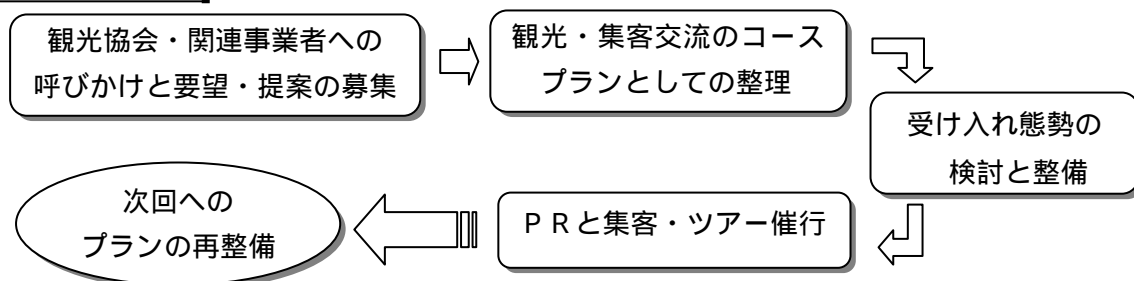 観光協会・関連事業者への
呼びかけと要望・提案の募集
観光・集客交流のコース
プランとしての整理
受け入れ態勢の
検討と整備
ＰＲと集客・ツアー催行
次回への
プランの再整備